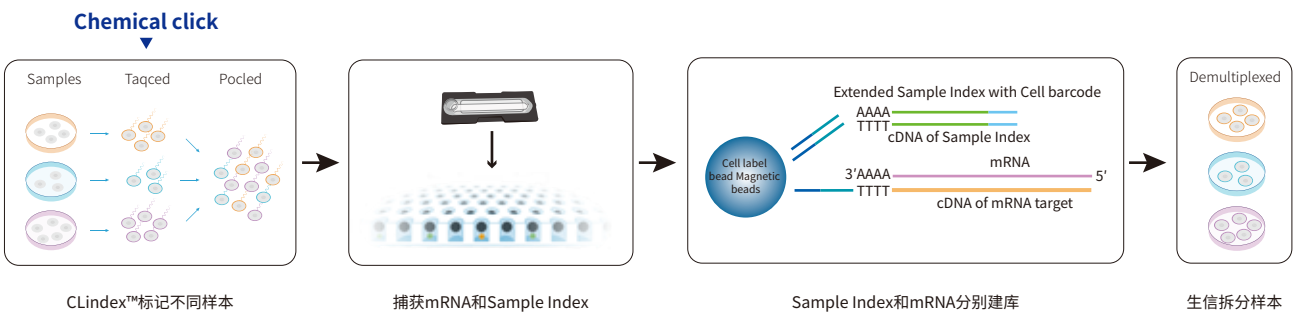 Chemical click
Samples
Taqced
Pocled
Extended Sample Index with Cell barcode
AAAA
TTTT
cDNA of Sample Index
Cell label
bead Magnetic
beads
mRNA
3'AAAA
5'
TTTT
cDNA of mRNA target
Demultiplexed
CLindex™标记不同样本
捕获mRNA和Sample Index
Sample Index和mRNA分别建库
生信拆分样本